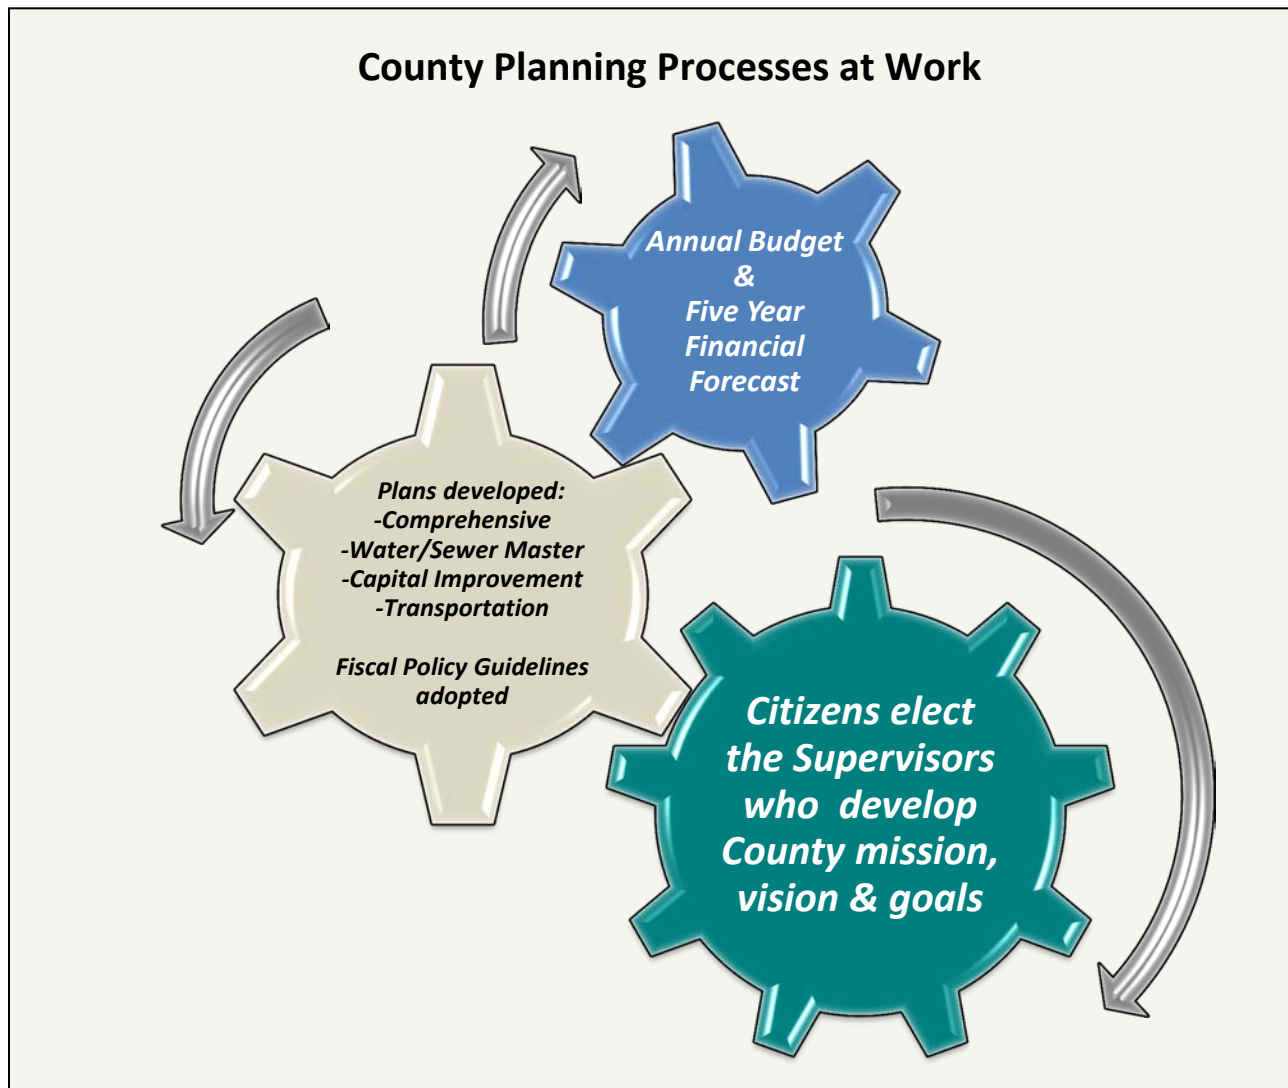 County Planning Processes at Work
Annual Budget
&
Five Year
Financial
Forecast
Plans developed:
-Comprehensive
-Water/Sewer Master
-Capital Improvement
-Transportation
Fiscal Policy Guidelines
adopted
Citizens elect
the Supervisors
who develop
County mission,
vision & goals